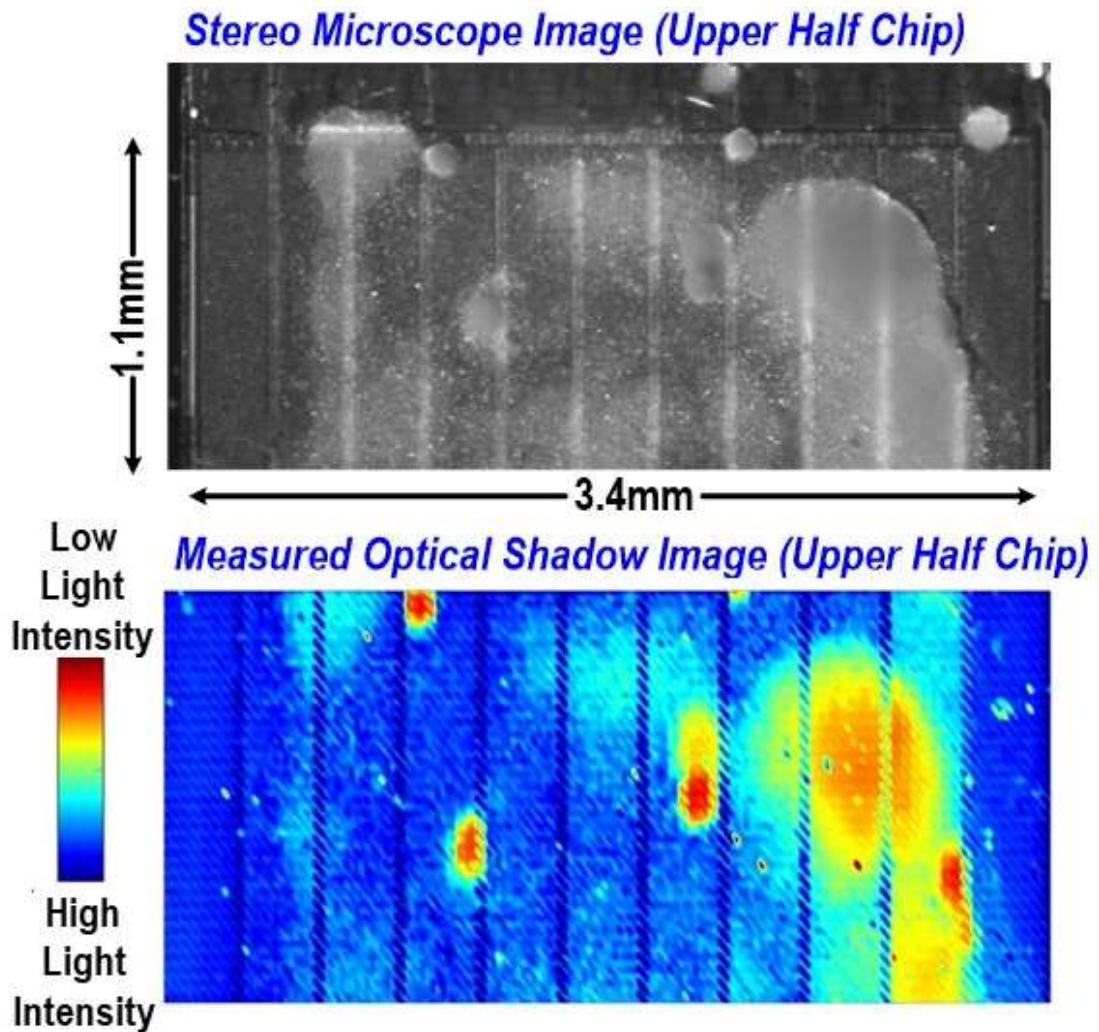 Stereo Microscope Image (Upper Half Chip)
1.1mm
3.4mm
Measured Optical Shadow Image (Upper Half Chip)
Low
Light
Intensity
High
Light
Intensity